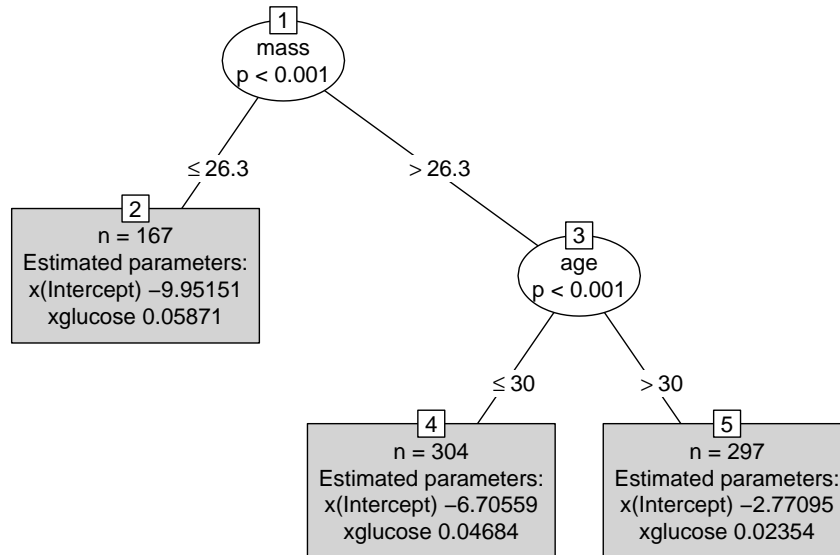 1
mass
p < 0.001
≤ 26.3
> 26.3
2
n = 167
Estimated parameters:
x(Intercept) −9.95151
xglucose 0.05871
3
age
p < 0.001
≤ 30
> 30
4
n = 304
Estimated parameters:
x(Intercept) −6.70559
xglucose 0.04684
5
n = 297
Estimated parameters:
x(Intercept) −2.77095
xglucose 0.02354